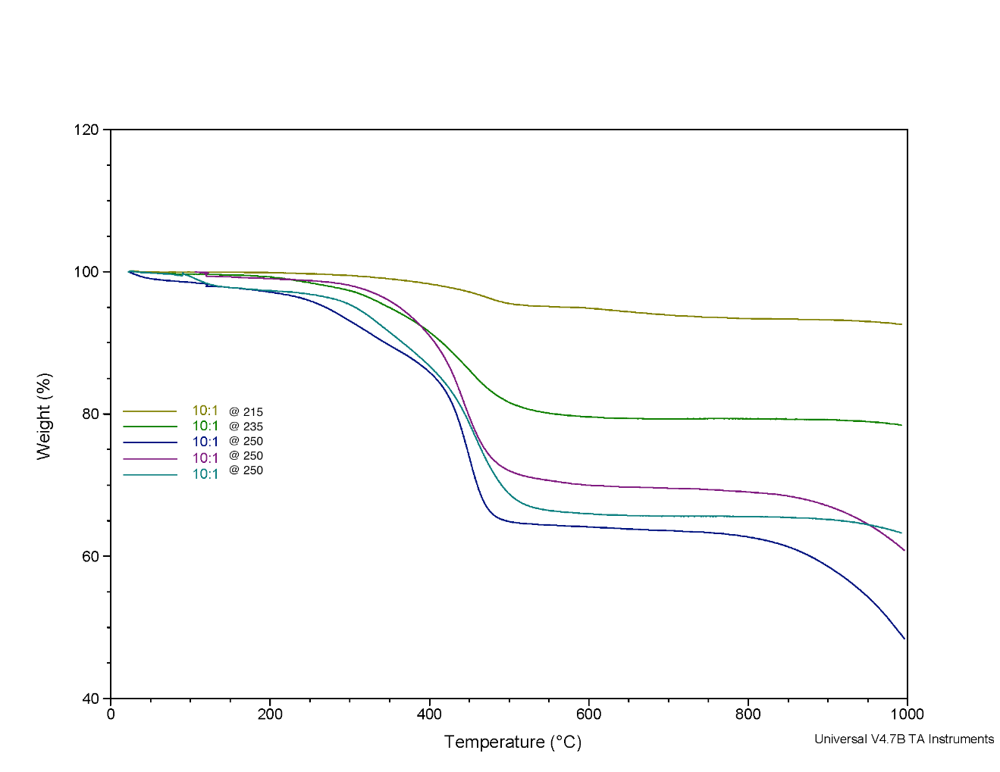 120
100
80
60
40
Weight (%)
10:1 @ 215
10:1 @ 235
10:1 @ 250
10:1 @ 250
10:1 @ 250
0 200 400 600 800 1000
Temperature (°C)
Universal V4.7B TA Instruments